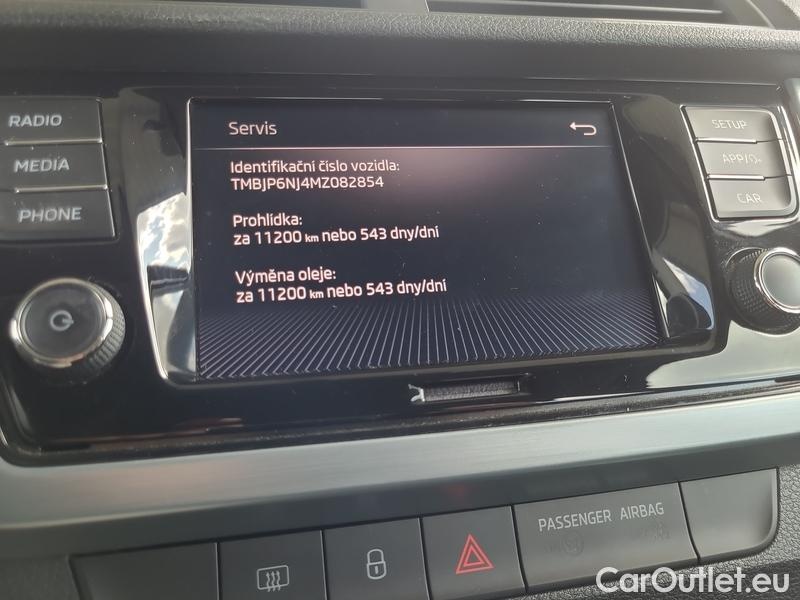 RADIO
MEDIA
PHONE
Servis
Identifikační číslo vozidla:
TMBJP6NJ4MZ082854
Prohlídka:
za 11200 km nebo 543 dny/dní
Výměna oleje:
za 11200 km nebo 543 dny/dní
SETUP
APP/
CAR
PASSENGER AIRBAG
CarOutlet.eu